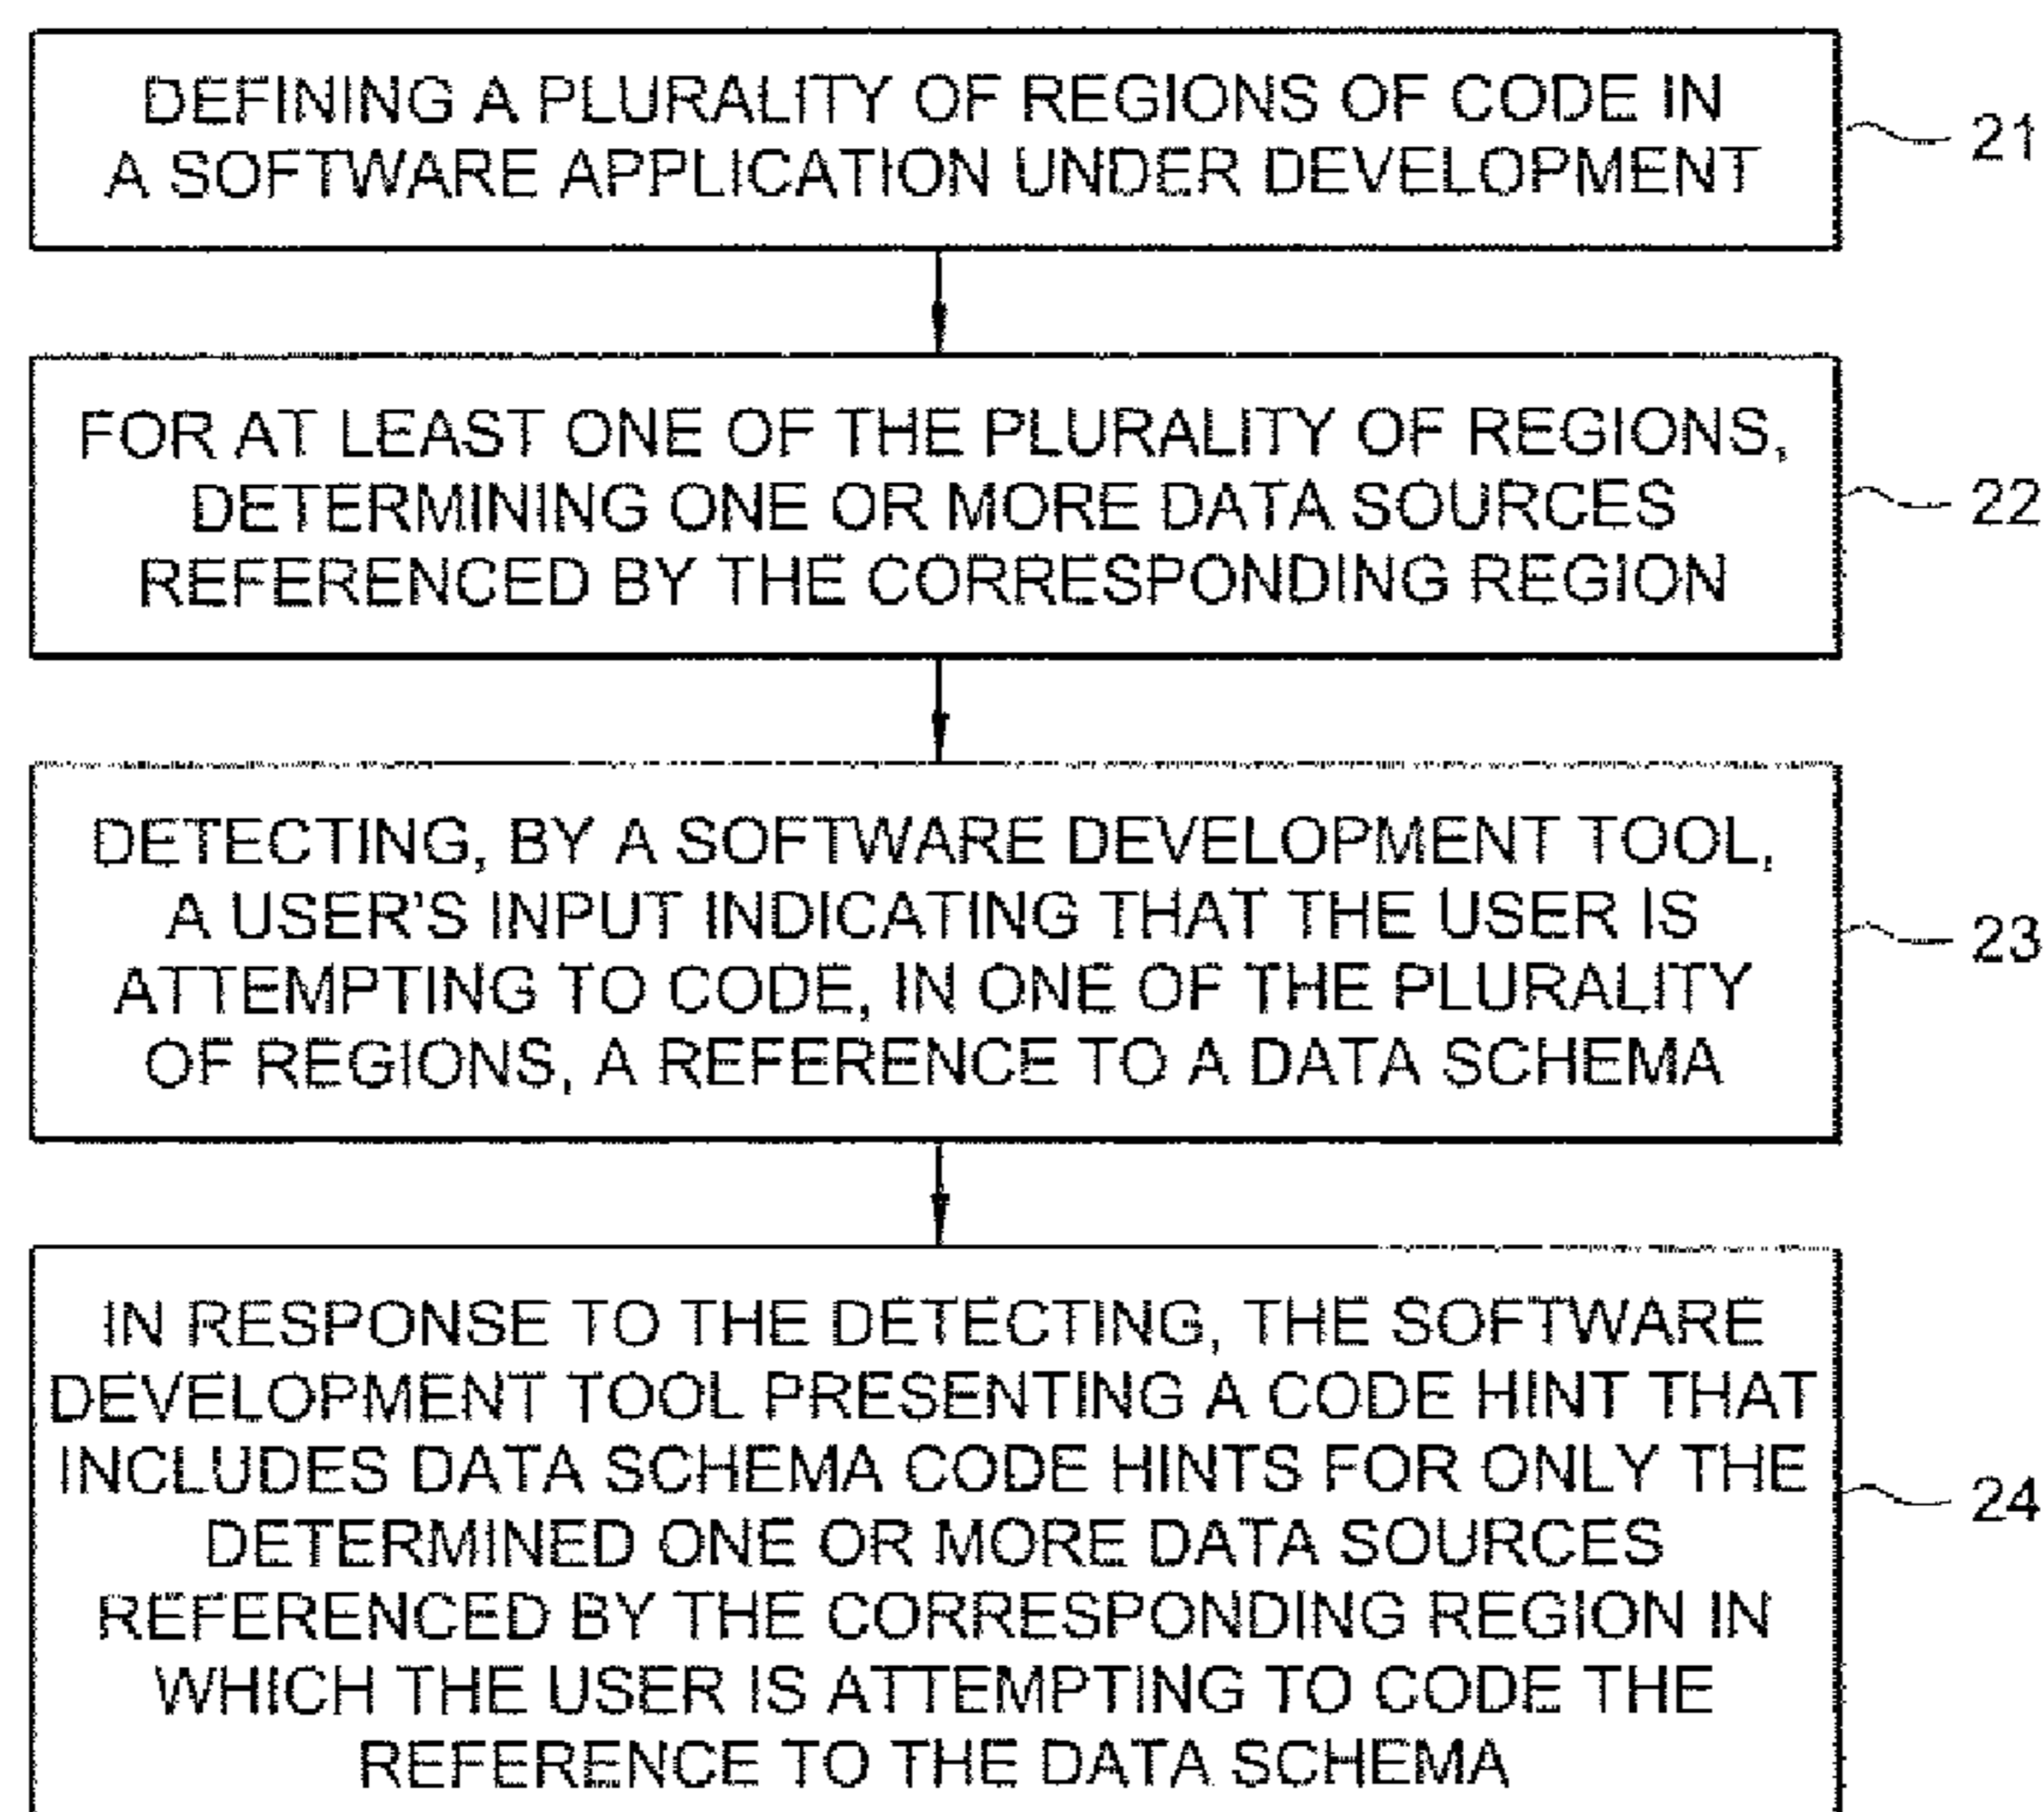 DEFINING A PLURALITY OF REGIONS OF CODE IN
A SOFTWARE APPLICATION UNDER DEVELOPMENT
21
FOR AT LEAST ONE OF THE PLURALITY OF REGIONS,
DETERMINING ONE OR MORE DATA SOURCES
REFERENCED BY THE CORRESPONDING REGION
22
DETECTING, BY A SOFTWARE DEVELOPMENT TOOL,
A USER'S INPUT INDICATING THAT THE USER IS
ATTEMPTING TO CODE, IN ONE OF THE PLURALITY
OF REGIONS, A REFERENCE TO A DATA SCHEMA
23
IN RESPONSE TO THE DETECTING, THE SOFTWARE
DEVELOPMENT TOOL PRESENTING A CODE HINT THAT
INCLUDES DATA SCHEMA CODE HINTS FOR ONLY THE
DETERMINED ONE OR MORE DATA SOURCES
REFERENCED BY THE CORRESPONDING REGION IN
WHICH THE USER IS ATTEMPTING TO CODE THE
REFERENCE TO THE DATA SCHEMA
24